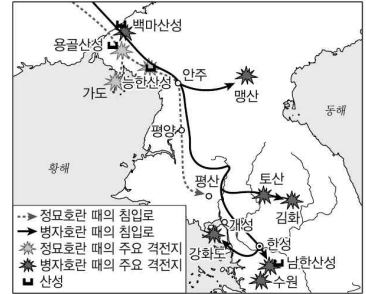 백마산성
용골산성
능한산성
안주
가도
맹산
동해
평양
황해
평산
토산
김화
개성
한성
강화도
남한산성
수원
정묘호란 때의 침입로
병자호란 때의 침입로
정묘호란 때의 주요 격전지
병자호란 때의 주요 격전지
산성